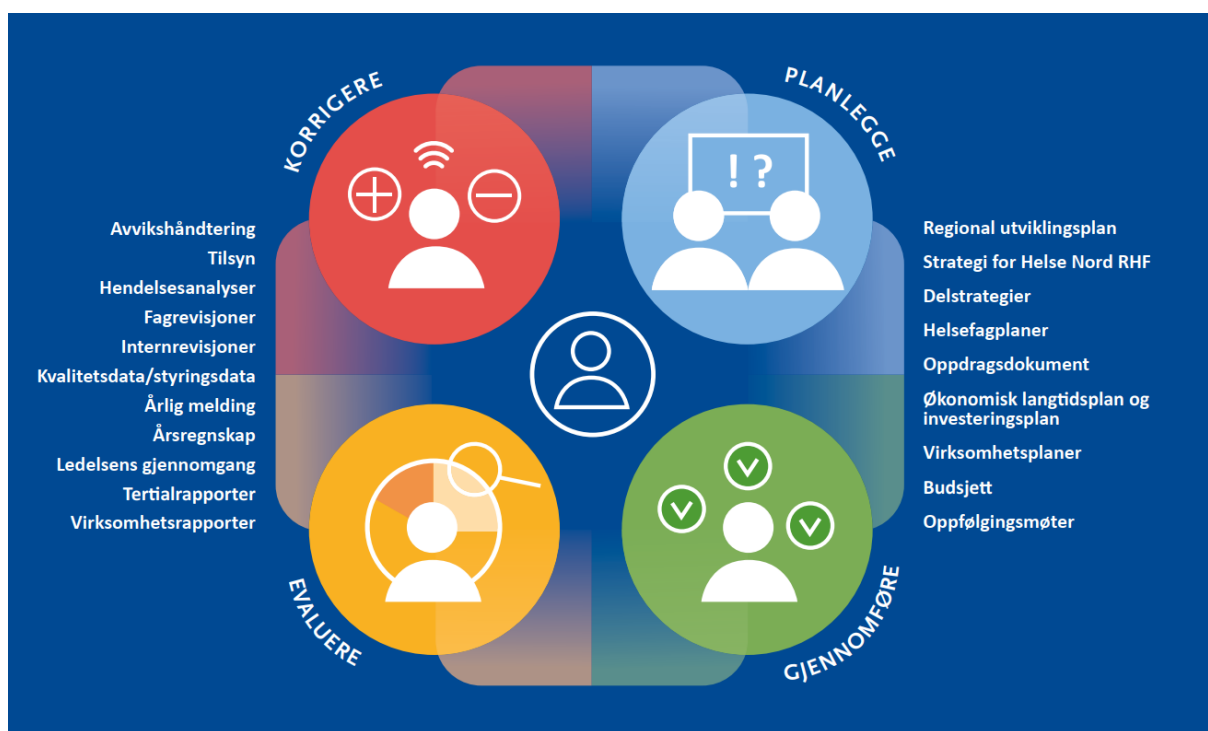 KORRIGERE
PLANLEGGE
! ?
Avvikshåndtering
Tilsyn
Hendelsesanalyser
Fagrevisjoner
Internrevisjoner
Kvalitetsdata/styringsdata
Årlig melding
Årsregnskap
Ledelsens gjennomgang
Tertialrapporter
Virksomhetsrapporter
Regional utviklingsplan
Strategi for Helse Nord RHF
Delstrategier
Helsefagplaner
Oppdragsdokument
Økonomisk langtidsplan og
investeringsplan
Virksomhetsplaner
Budsjett
Oppfølgingsmøter
EVALUERE
GJENNOMFØRE